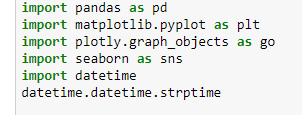 import pandas as pd
import matplotlib.pyplot as plt
import plotly.graph_objects as go
import seaborn as sns
import datetime
datetime.datetime.strptime